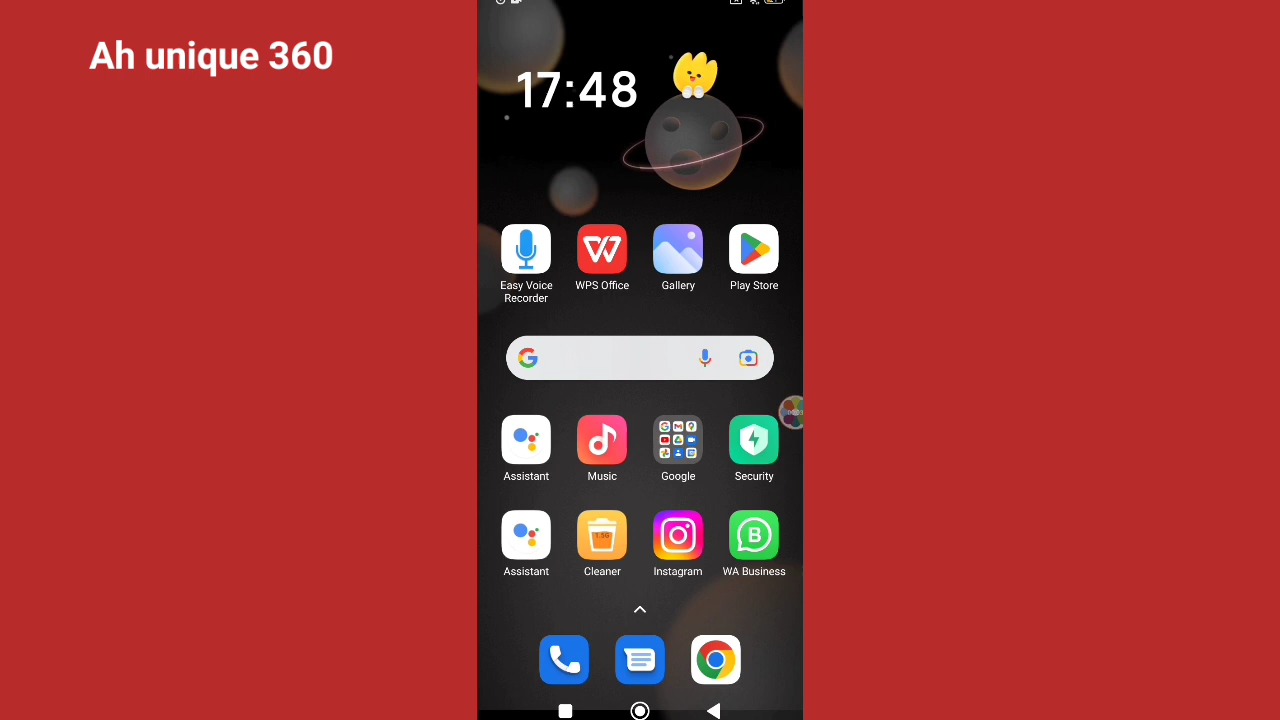 Ah unique 360
17:48
Easy Voice Recorder
WPS Office
Gallery
Play Store
Assistant
Music
Google
Security
Assistant
Cleaner
Instagram
WA Business